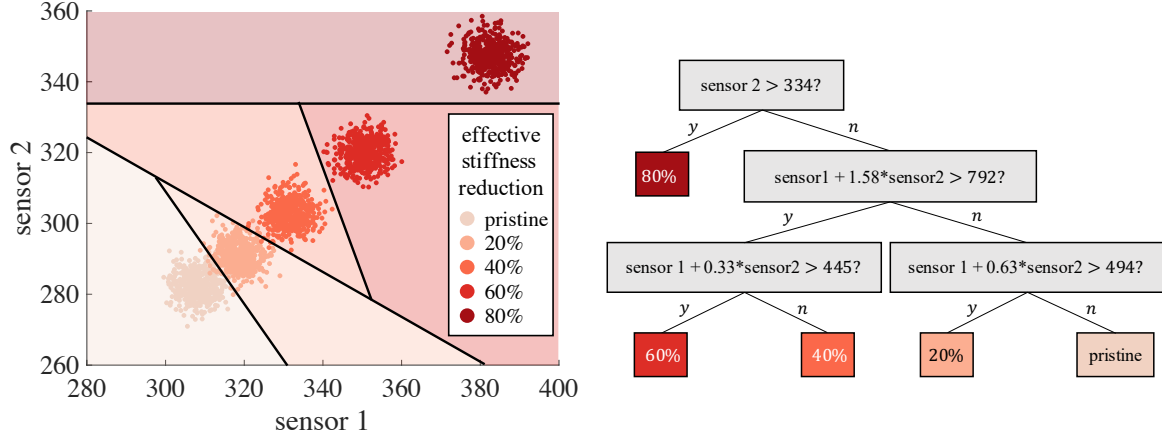 360
340
320
300
280
260
280
300
320
340
360
380
400
sensor 2
sensor 1
effective
stiffness
reduction
pristine
20%
40%
60%
80%
sensor 2 > 334?
y
n
80%
sensor1 + 1.58*sensor2 > 792?
y
n
sensor 1 + 0.33*sensor2 > 445?
sensor 1 + 0.63*sensor2 > 494?
y
n
y
n
60%
40%
20%
pristine